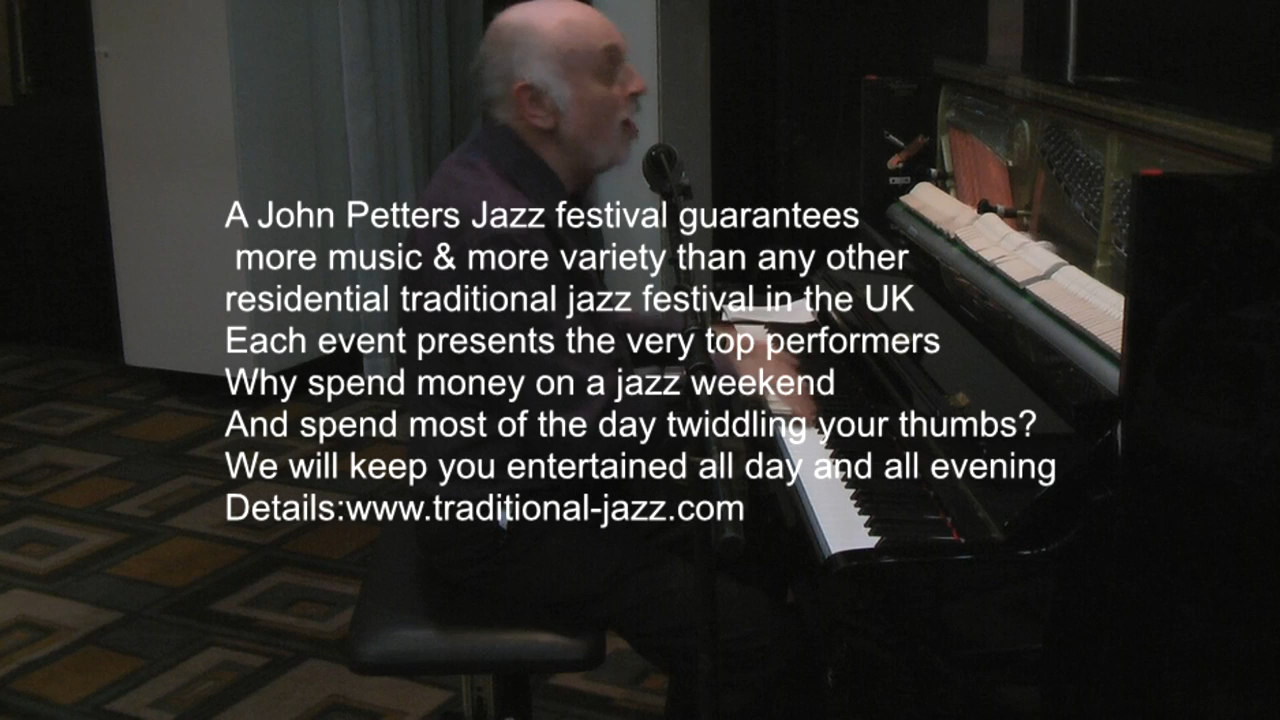 A John Petters Jazz festival guarantees
more music & more variety than any other
residential traditional jazz festival in the UK
Each event presents the very top performers
Why spend money on a jazz weekend
And spend most of the day twiddling your thumbs?
We will keep you entertained all day and all evening
Details:www.traditional-jazz.com